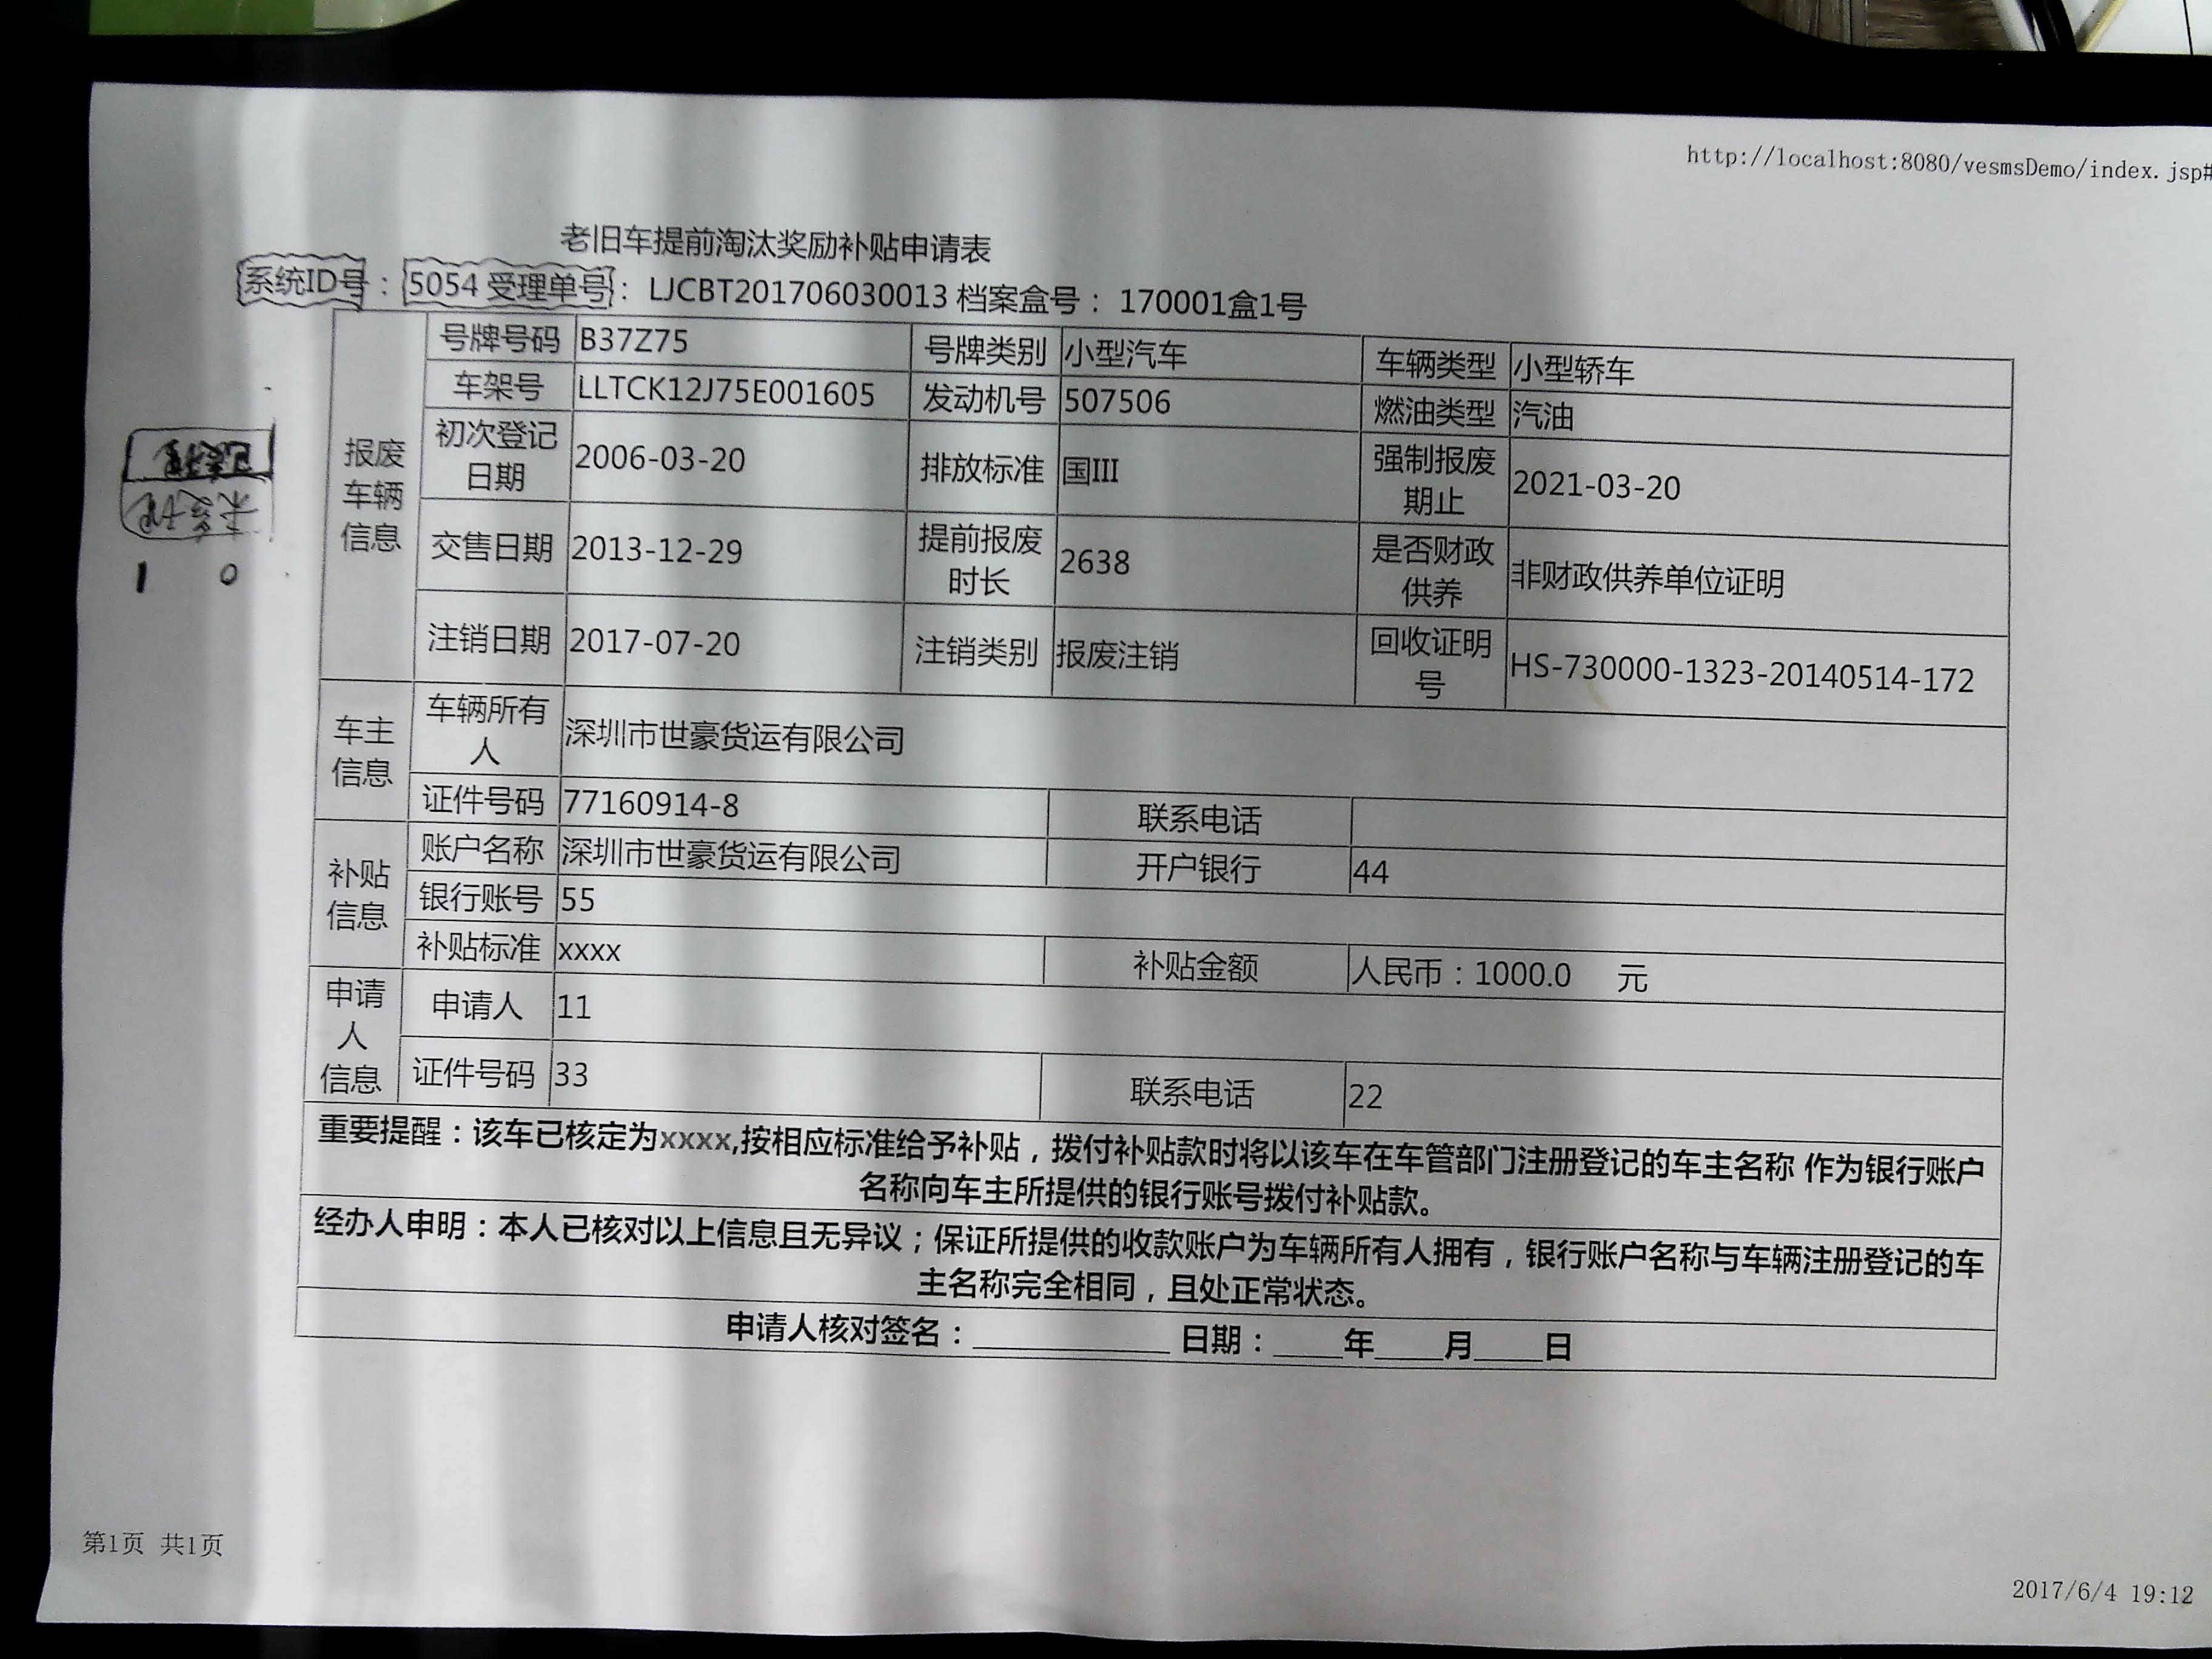 http://localhost:8080/vesmsDemo/index.jsp#
老旧车提前淘汰奖励补贴申请表
系统ID号：5054 受理单号：LJCBT201706030013 档案盒号：170001盒1号
报废车辆信息
号牌号码 B37Z75 号牌类别 小型汽车 车辆类型 小型轿车
车架号 LLTCK12J75E001605 发动机号 507506 燃油类型 汽油
初次登记日期 2006-03-20 排放标准 国III 强制报废期止 2021-03-20
交售日期 2013-12-29 提前报废时长 2638 是否财政供养 非财政供养单位证明
注销日期 2017-07-20 注销类别 报废注销 回收证明号 HS-730000-1323-20140514-172
车主信息
车辆所有人 深圳市世豪货运有限公司
证件号码 77160914-8 联系电话
补贴信息
账户名称 深圳市世豪货运有限公司 开户银行 44
银行账号 55
补贴标准 xxxx 补贴金额 人民币：1000.0 元
申请人信息
申请人 11
证件号码 33 联系电话 22
重要提醒：该车已核定为xxxx,按相应标准给予补贴，拨付补贴款时将以该车在车管部门注册登记的车主名称 作为银行账户
名称向车主所提供的银行账号拨付补贴款。
经办人申明：本人已核对以上信息且无异议；保证所提供的收款账户为车辆所有人拥有，银行账户名称与车辆注册登记的车
主名称完全相同，且处正常状态。
申请人核对签名：____________ 日期：____年____月____日
已受理
未受理
1 0
第1页 共1页
2017/6/4 19:12